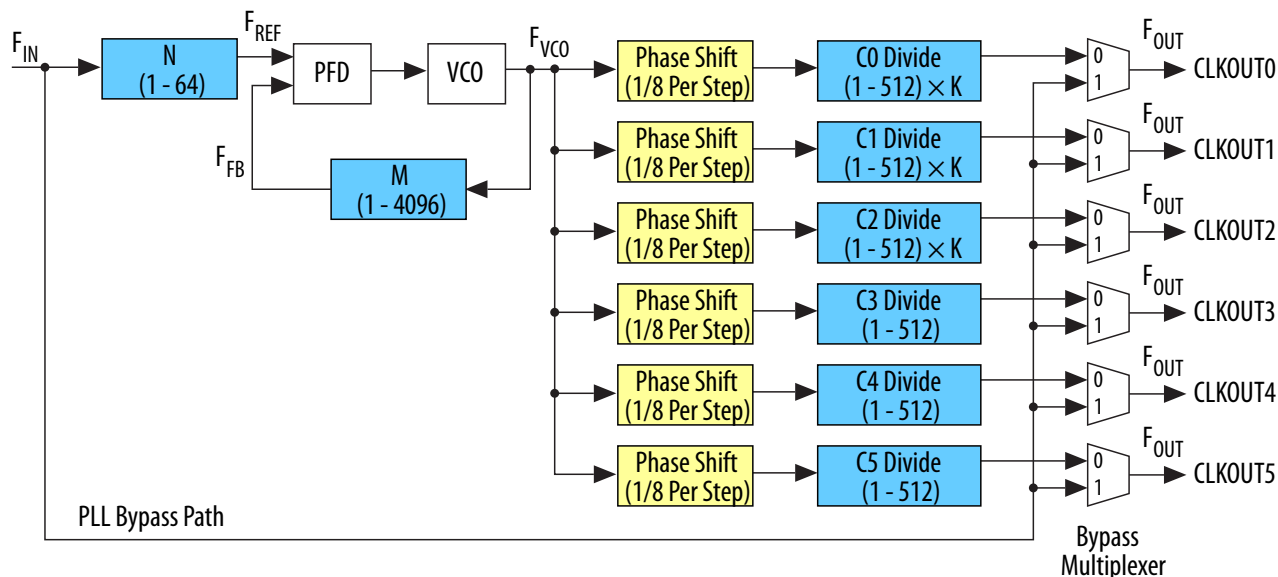 F_IN
N
(1 - 64)
F_REF
PFD
VCO
F_VCO
F_FB
M
(1 - 4096)
Phase Shift
(1/8 Per Step)
C0 Divide
(1 - 512) × K
0
1
F_OUT
CLKOUT0
Phase Shift
(1/8 Per Step)
C1 Divide
(1 - 512) × K
0
1
F_OUT
CLKOUT1
Phase Shift
(1/8 Per Step)
C2 Divide
(1 - 512) × K
0
1
F_OUT
CLKOUT2
Phase Shift
(1/8 Per Step)
C3 Divide
(1 - 512)
0
1
F_OUT
CLKOUT3
Phase Shift
(1/8 Per Step)
C4 Divide
(1 - 512)
0
1
F_OUT
CLKOUT4
Phase Shift
(1/8 Per Step)
C5 Divide
(1 - 512)
0
1
F_OUT
CLKOUT5
PLL Bypass Path
Bypass
Multiplexer